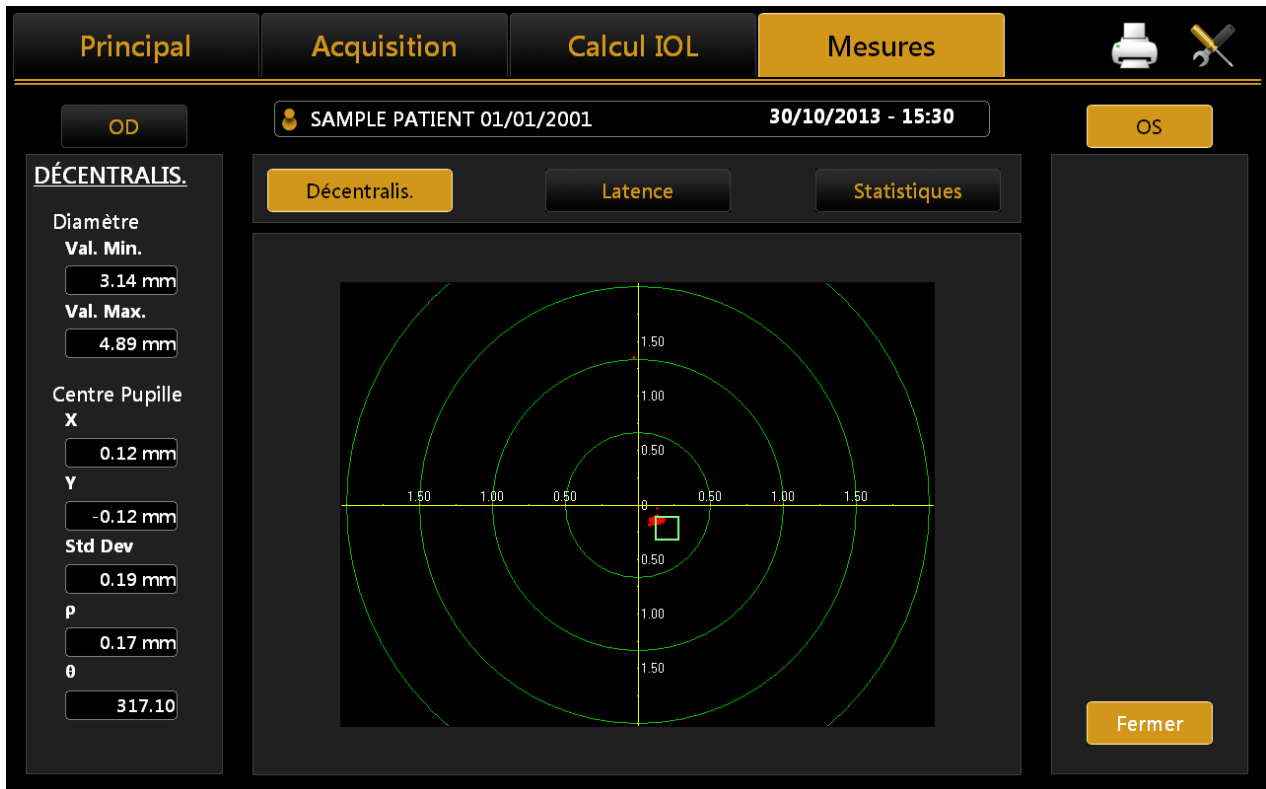 Principal Acquisition Calcul IOL Mesures
OD
SAMPLE PATIENT 01/01/2001 30/10/2013 - 15:30
OS
DÉCENTRALIS.
Diamètre
Val. Min.
3.14 mm
Val. Max.
4.89 mm
Centre Pupille
X
0.12 mm
Y
-0.12 mm
Std Dev
0.19 mm
ρ
0.17 mm
θ
317.10
Décentralis. Latence Statistiques
1.50
1.00
0.50
1.50 1.00 0.50 0 0.50 1.00 1.50
0.50
1.00
1.50
Fermer